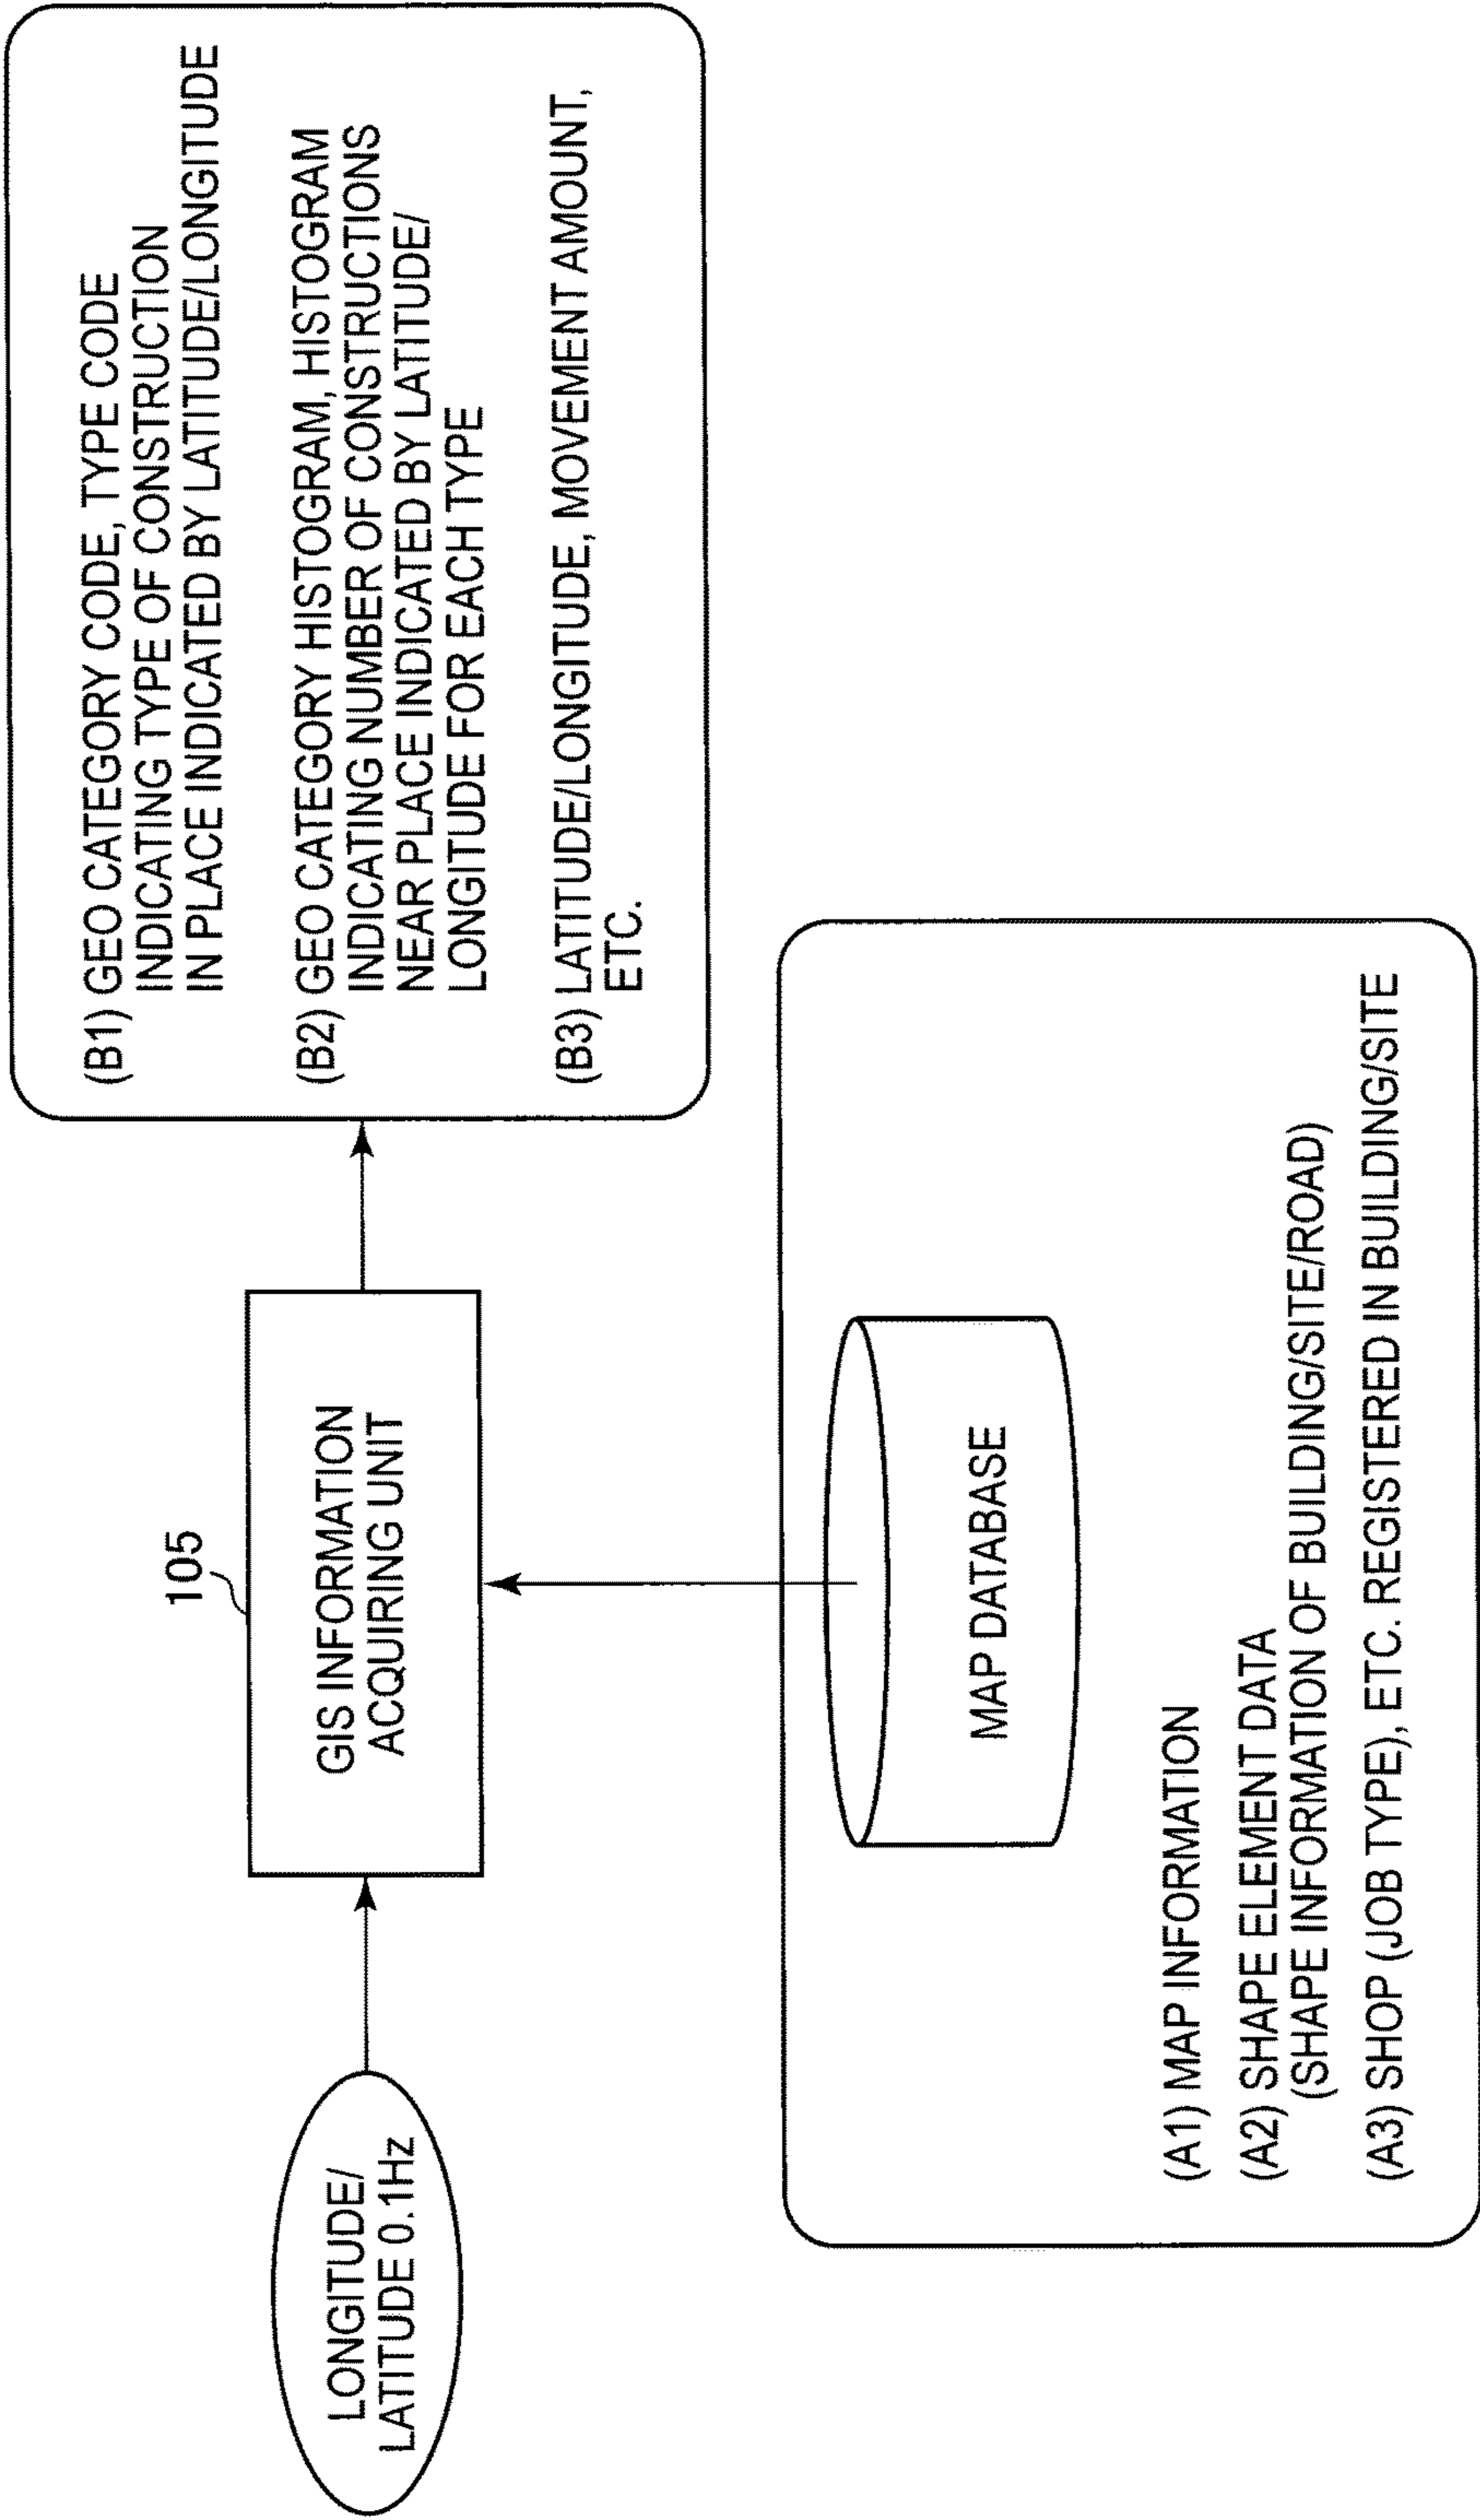 LONGITUDE/
LATITUDE 0.1Hz
105
GIS INFORMATION
ACQUIRING UNIT
(B1) GEO CATEGORY CODE, TYPE CODE
INDICATING TYPE OF CONSTRUCTION
IN PLACE INDICATED BY LATITUDE/LONGITUDE
(B2) GEO CATEGORY HISTOGRAM, HISTOGRAM
INDICATING NUMBER OF CONSTRUCTIONS
NEAR PLACE INDICATED BY LATITUDE/
LONGITUDE FOR EACH TYPE
(B3) LATITUDE/LONGITUDE, MOVEMENT AMOUNT,
ETC.
MAP DATABASE
(A1) MAP INFORMATION
(A2) SHAPE ELEMENT DATA
(SHAPE INFORMATION OF BUILDING/SITE/ROAD)
(A3) SHOP (JOB TYPE), ETC. REGISTERED IN BUILDING/SITE